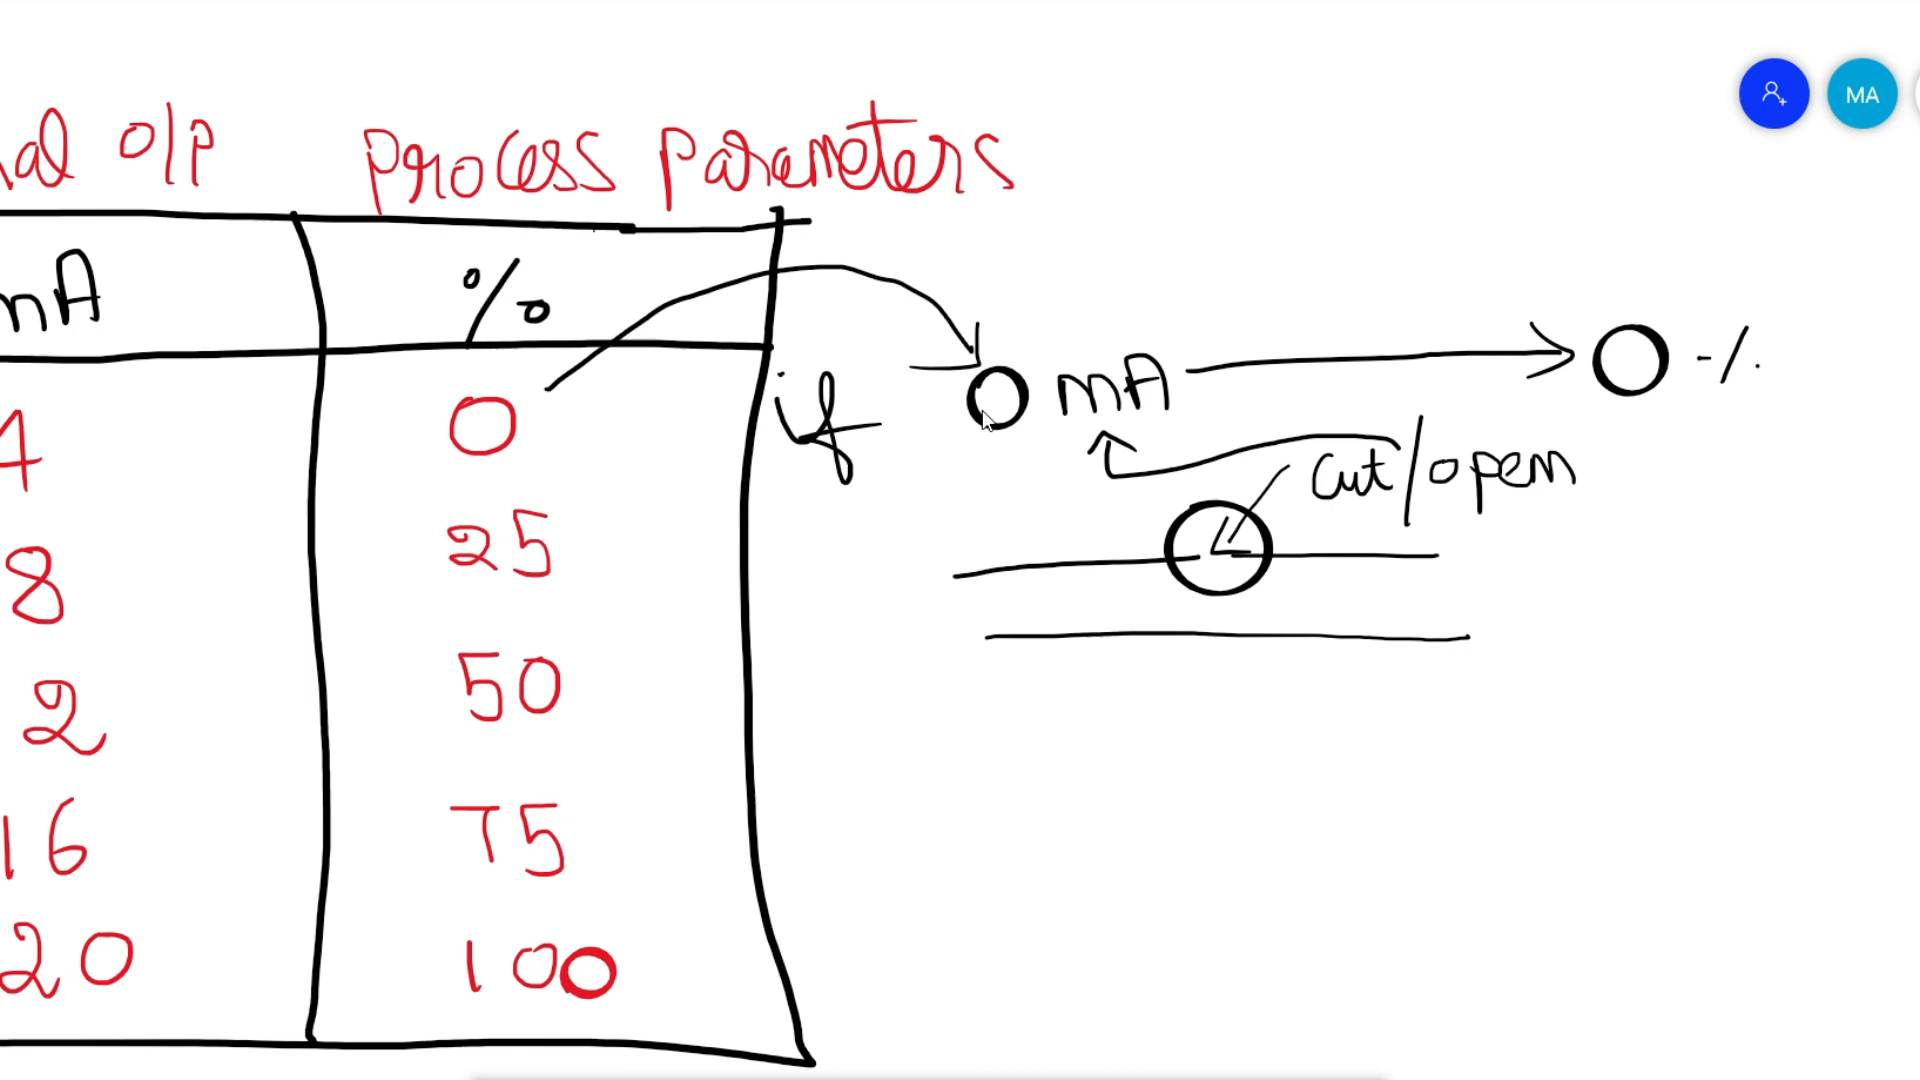 o/p process parameters
MA
mA %
if 0 mA → 0 %
4 0
cut/open
8 25
2 50
16 75
20 100